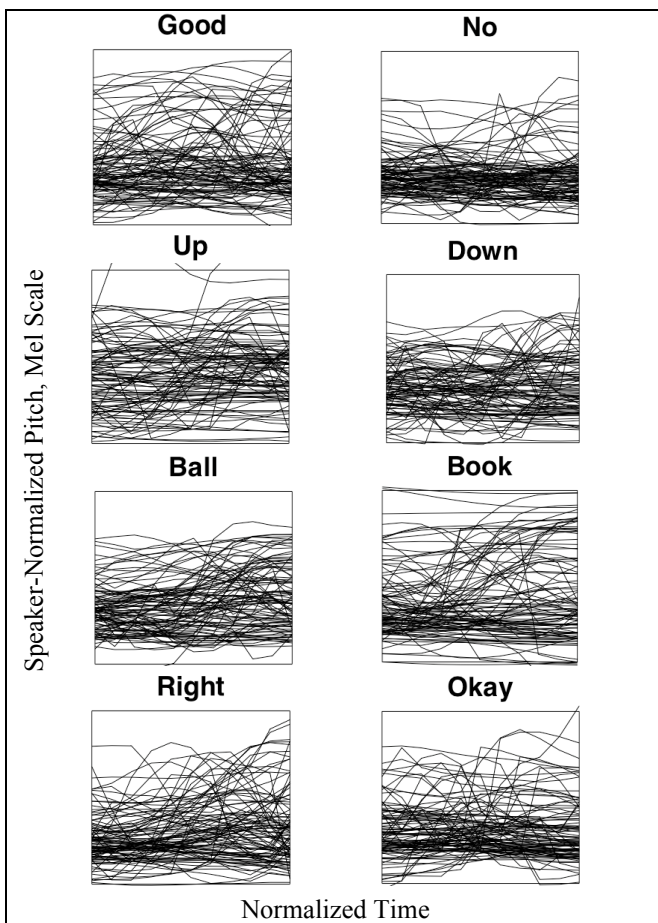 Good
No
Up
Down
Ball
Book
Right
Okay
Speaker-Normalized Pitch, Mel Scale
Normalized Time